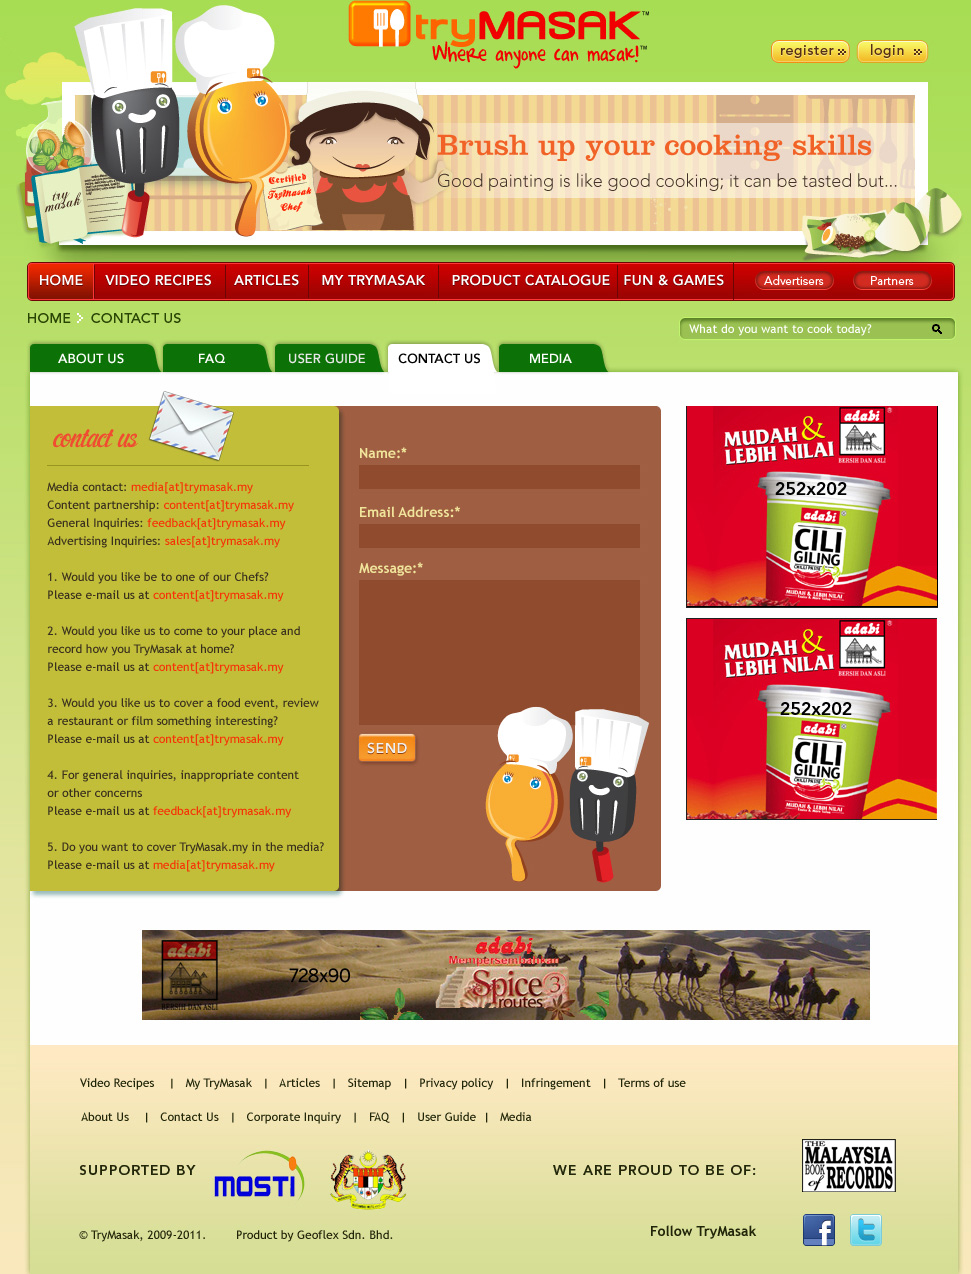 tryMASAK™
Where anyone can masak!™
register
login
try masak
Certified
TryMasak
Chef
Brush up your cooking skills
Good painting is like good cooking; it can be tasted but...
HOME
VIDEO RECIPES
ARTICLES
MY TRYMASAK
PRODUCT CATALOGUE
FUN & GAMES
Advertisers
Partners
HOME > CONTACT US
What do you want to cook today?
ABOUT US
FAQ
USER GUIDE
CONTACT US
MEDIA
contact us
Media contact: media[at]trymasak.my
Content partnership: content[at]trymasak.my
General Inquiries: feedback[at]trymasak.my
Advertising Inquiries: sales[at]trymasak.my
1. Would you like be to one of our Chefs?
Please e-mail us at content[at]trymasak.my
2. Would you like us to come to your place and
record how you TryMasak at home?
Please e-mail us at content[at]trymasak.my
3. Would you like us to cover a food event, review
a restaurant or film something interesting?
Please e-mail us at content[at]trymasak.my
4. For general inquiries, inappropriate content
or other concerns
Please e-mail us at feedback[at]trymasak.my
5. Do you want to cover TryMasak.my in the media?
Please e-mail us at media[at]trymasak.my
Name:*
Email Address:*
Message:*
SEND
MUDAH &
LEBIH NILAI
adabi
®
BERSIH DAN ASLI
252x202
adabi
CILI
GILING
CHILLI PASTE
MUDAH & LEBIH NILAI
MUDAH &
LEBIH NILAI
adabi
®
BERSIH DAN ASLI
252x202
adabi
CILI
GILING
CHILLI PASTE
MUDAH & LEBIH NILAI
adabi
BERSIH DAN ASLI
728x90
adabi
Mempersembahkan
Spice 3
routes
Video Recipes | My TryMasak | Articles | Sitemap | Privacy policy | Infringement | Terms of use
About Us | Contact Us | Corporate Inquiry | FAQ | User Guide | Media
SUPPORTED BY
MOSTI
WE ARE PROUD TO BE OF:
THE
MALAYSIA
BOOK of RECORDS
© TryMasak, 2009-2011.
Product by Geoflex Sdn. Bhd.
Follow TryMasak